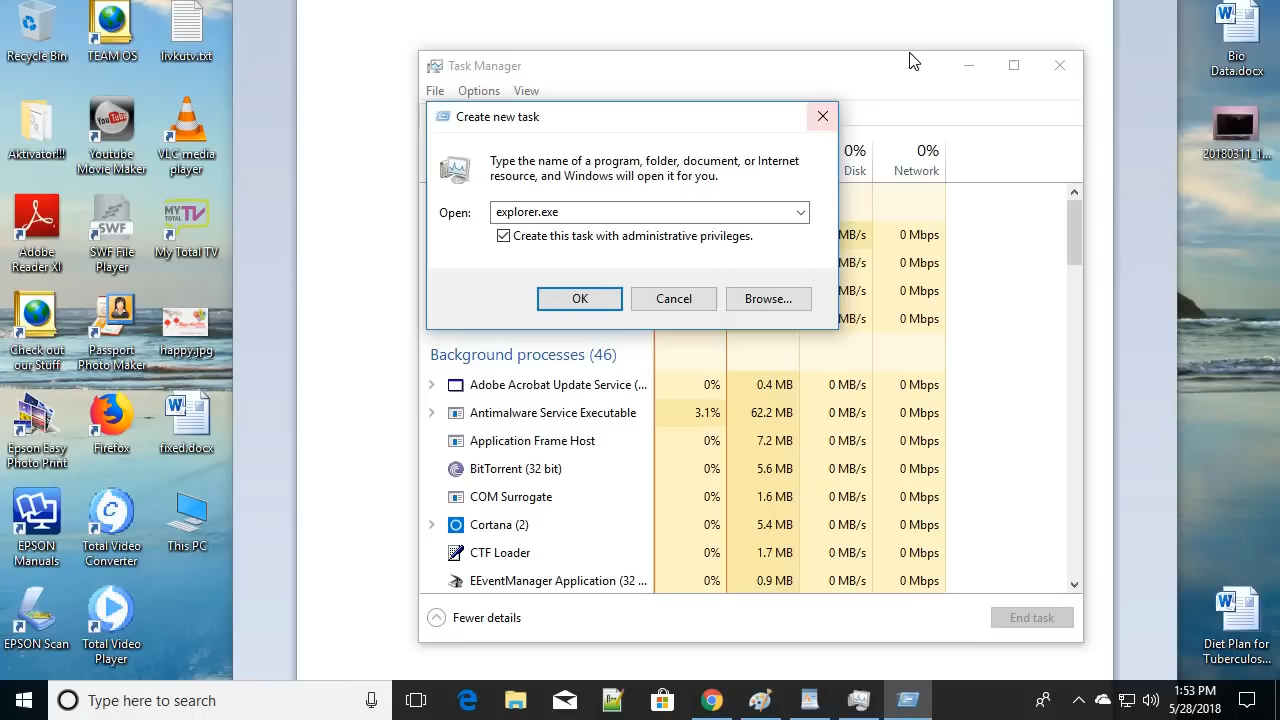 Recycle Bin
TEAM OS
livkutv.txt
Aktivator!!!
Youtube
Movie Maker
VLC media
player
Adobe
Reader XI
SWF
SWF File
Player
MY
TOTAL
TV
My Total TV
Check out
our Stuff
Passport
Photo Maker
happy.jpg
Epson Easy
Photo Print
Firefox
fixed.docx
EPSON
Manuals
Total Video
Converter
This PC
EPSON Scan
Total Video
Player
Task Manager
File Options View
Create new task
Type the name of a program, folder, document, or Internet
resource, and Windows will open it for you.
Open: explorer.exe
Create this task with administrative privileges.
OK Cancel Browse...
0% 0%
Disk Network
MB/s 0 Mbps
MB/s 0 Mbps
MB/s 0 Mbps
MB/s 0 Mbps
Background processes (46)
Adobe Acrobat Update Service (... 0% 0.4 MB 0 MB/s 0 Mbps
Antimalware Service Executable 3.1% 62.2 MB 0 MB/s 0 Mbps
Application Frame Host 0% 7.2 MB 0 MB/s 0 Mbps
BitTorrent (32 bit) 0% 5.6 MB 0 MB/s 0 Mbps
COM Surrogate 0% 1.6 MB 0 MB/s 0 Mbps
Cortana (2) 0% 5.4 MB 0 MB/s 0 Mbps
CTF Loader 0% 1.7 MB 0 MB/s 0 Mbps
EEventManager Application (32 ... 0% 0.9 MB 0 MB/s 0 Mbps
Fewer details End task
Bio
Data.docx
20180311_1...
Diet Plan for
Tuberculos...
Type here to search
1:53 PM
5/28/2018